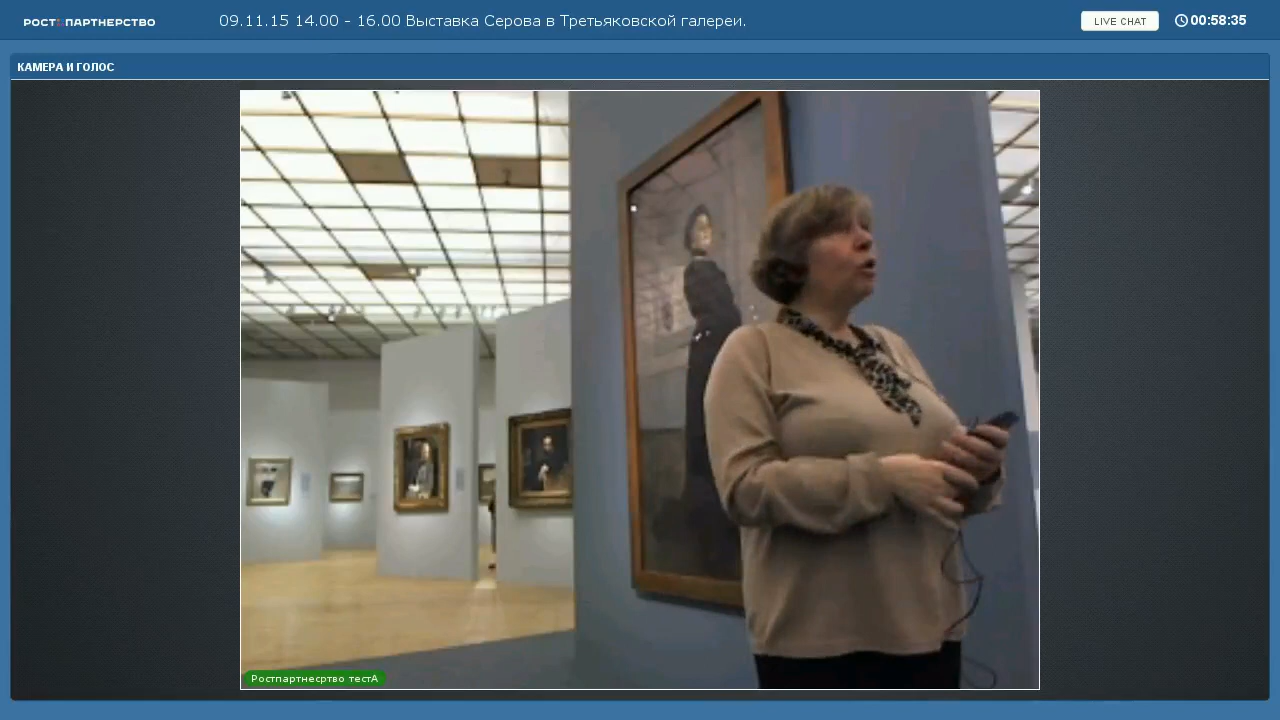 РОСТ ПАРТНЕРСТВО
09.11.15 14.00 - 16.00 Выставка Серова в Третьяковской галереи.
LIVE CHAT
00:58:35
КАМЕРА И ГОЛОС
Ростпартнесртво тестА